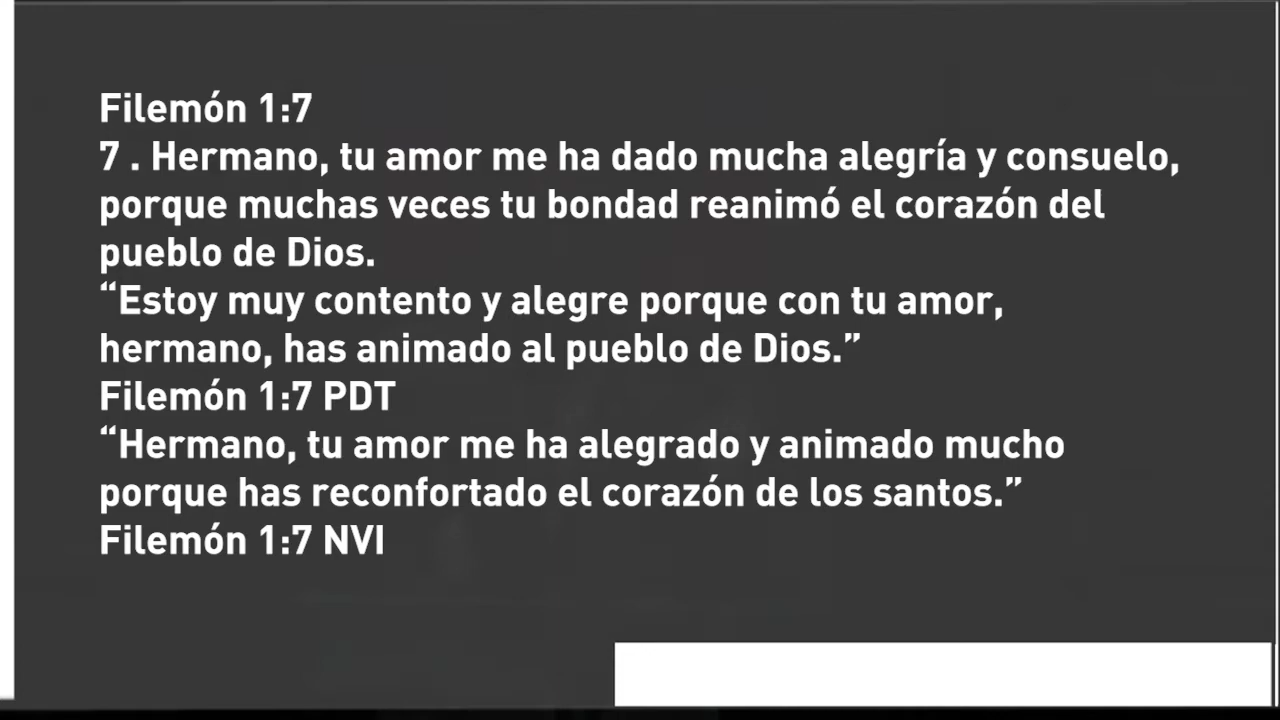 Filemón 1:7
7 . Hermano, tu amor me ha dado mucha alegría y consuelo,
porque muchas veces tu bondad reanimó el corazón del
pueblo de Dios.
“Estoy muy contento y alegre porque con tu amor,
hermano, has animado al pueblo de Dios.”
Filemón 1:7 PDT
“Hermano, tu amor me ha alegrado y animado mucho
porque has reconfortado el corazón de los santos.”
Filemón 1:7 NVI